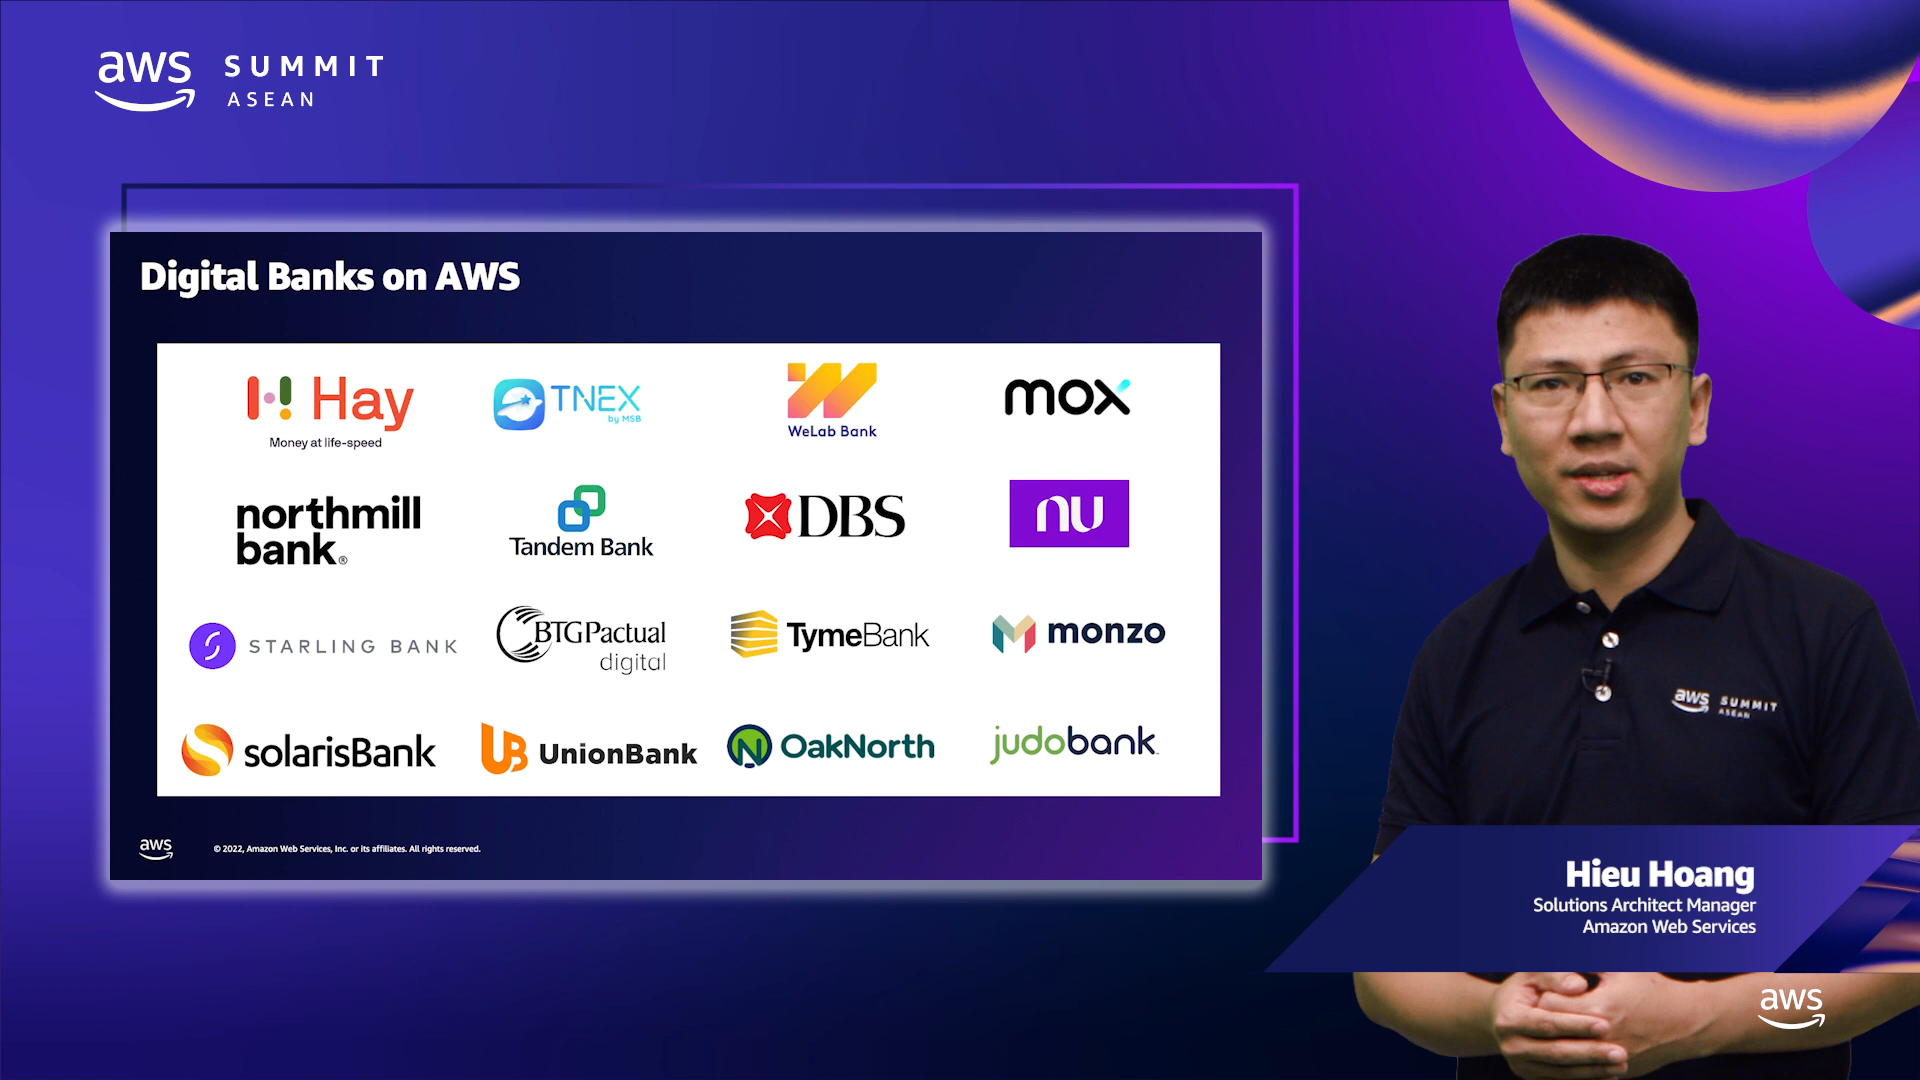 aws SUMMIT
ASEAN
Digital Banks on AWS
Hay
Money at life-speed
TNEX
by MSB
WeLab Bank
mox
northmill
bank®
Tandem Bank
DBS
nu
STARLING BANK
BTGPactual
digital
TymeBank
monzo
solarisBank
UB UnionBank
N OakNorth
judobank
aws
© 2022, Amazon Web Services, Inc. or its affiliates. All rights reserved.
aws SUMMIT
ASEAN
Hieu Hoang
Solutions Architect Manager
Amazon Web Services
aws